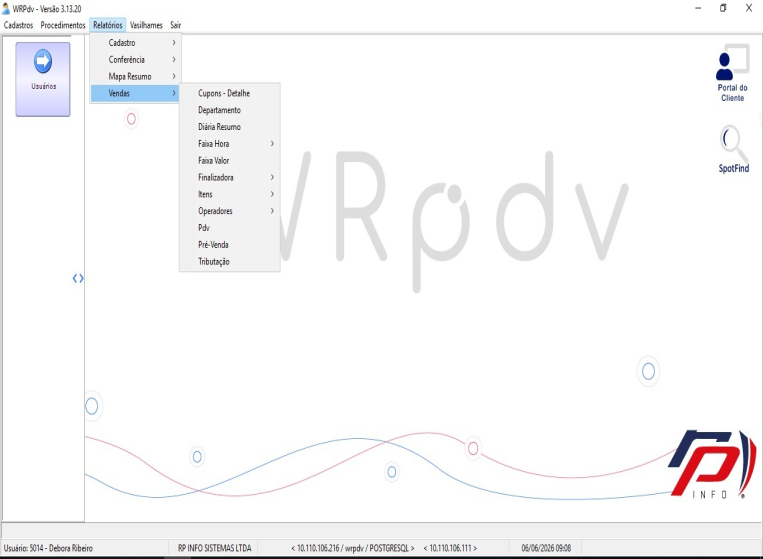 WRPdv - Versão 3.13.20
Cadastros Procedimentos Relatórios Vasilhames Sair
Usuários
Cadastro
Conferência
Mapa Resumo
Vendas
Cupons - Detalhe
Departamento
Diária Resumo
Faixa Hora
Faixa Valor
Finalizadora
Itens
Operadores
Pdv
Pré-Venda
Tributação
Portal do
Cliente
SpotFind
WRpdv
rp
INFO
Usuário: 5014 - Debora Ribeiro RP INFO SISTEMAS LTDA < 10.110.106.216 / wrpdv / POSTGRESQL > < 10.110.106.111 > 06/06/2026 09:08